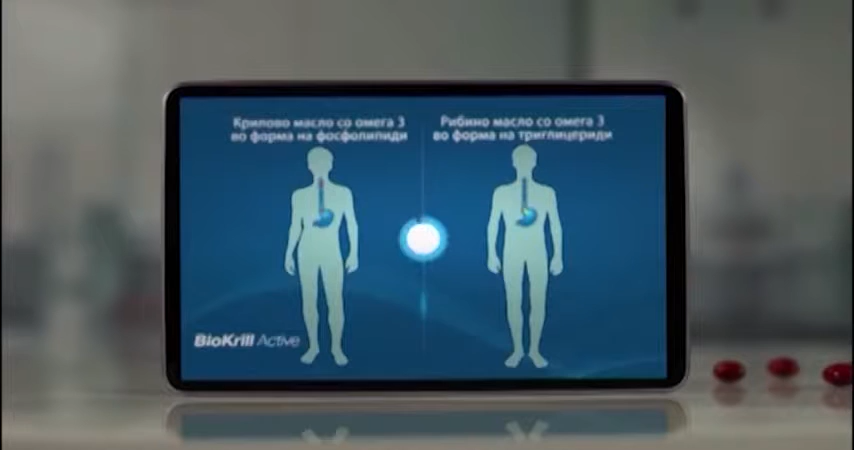 Крилово масло со омега 3
во форма на фосфолипиди
Рибино масло со омега 3
во форма на триглицериди
BioKrill Active